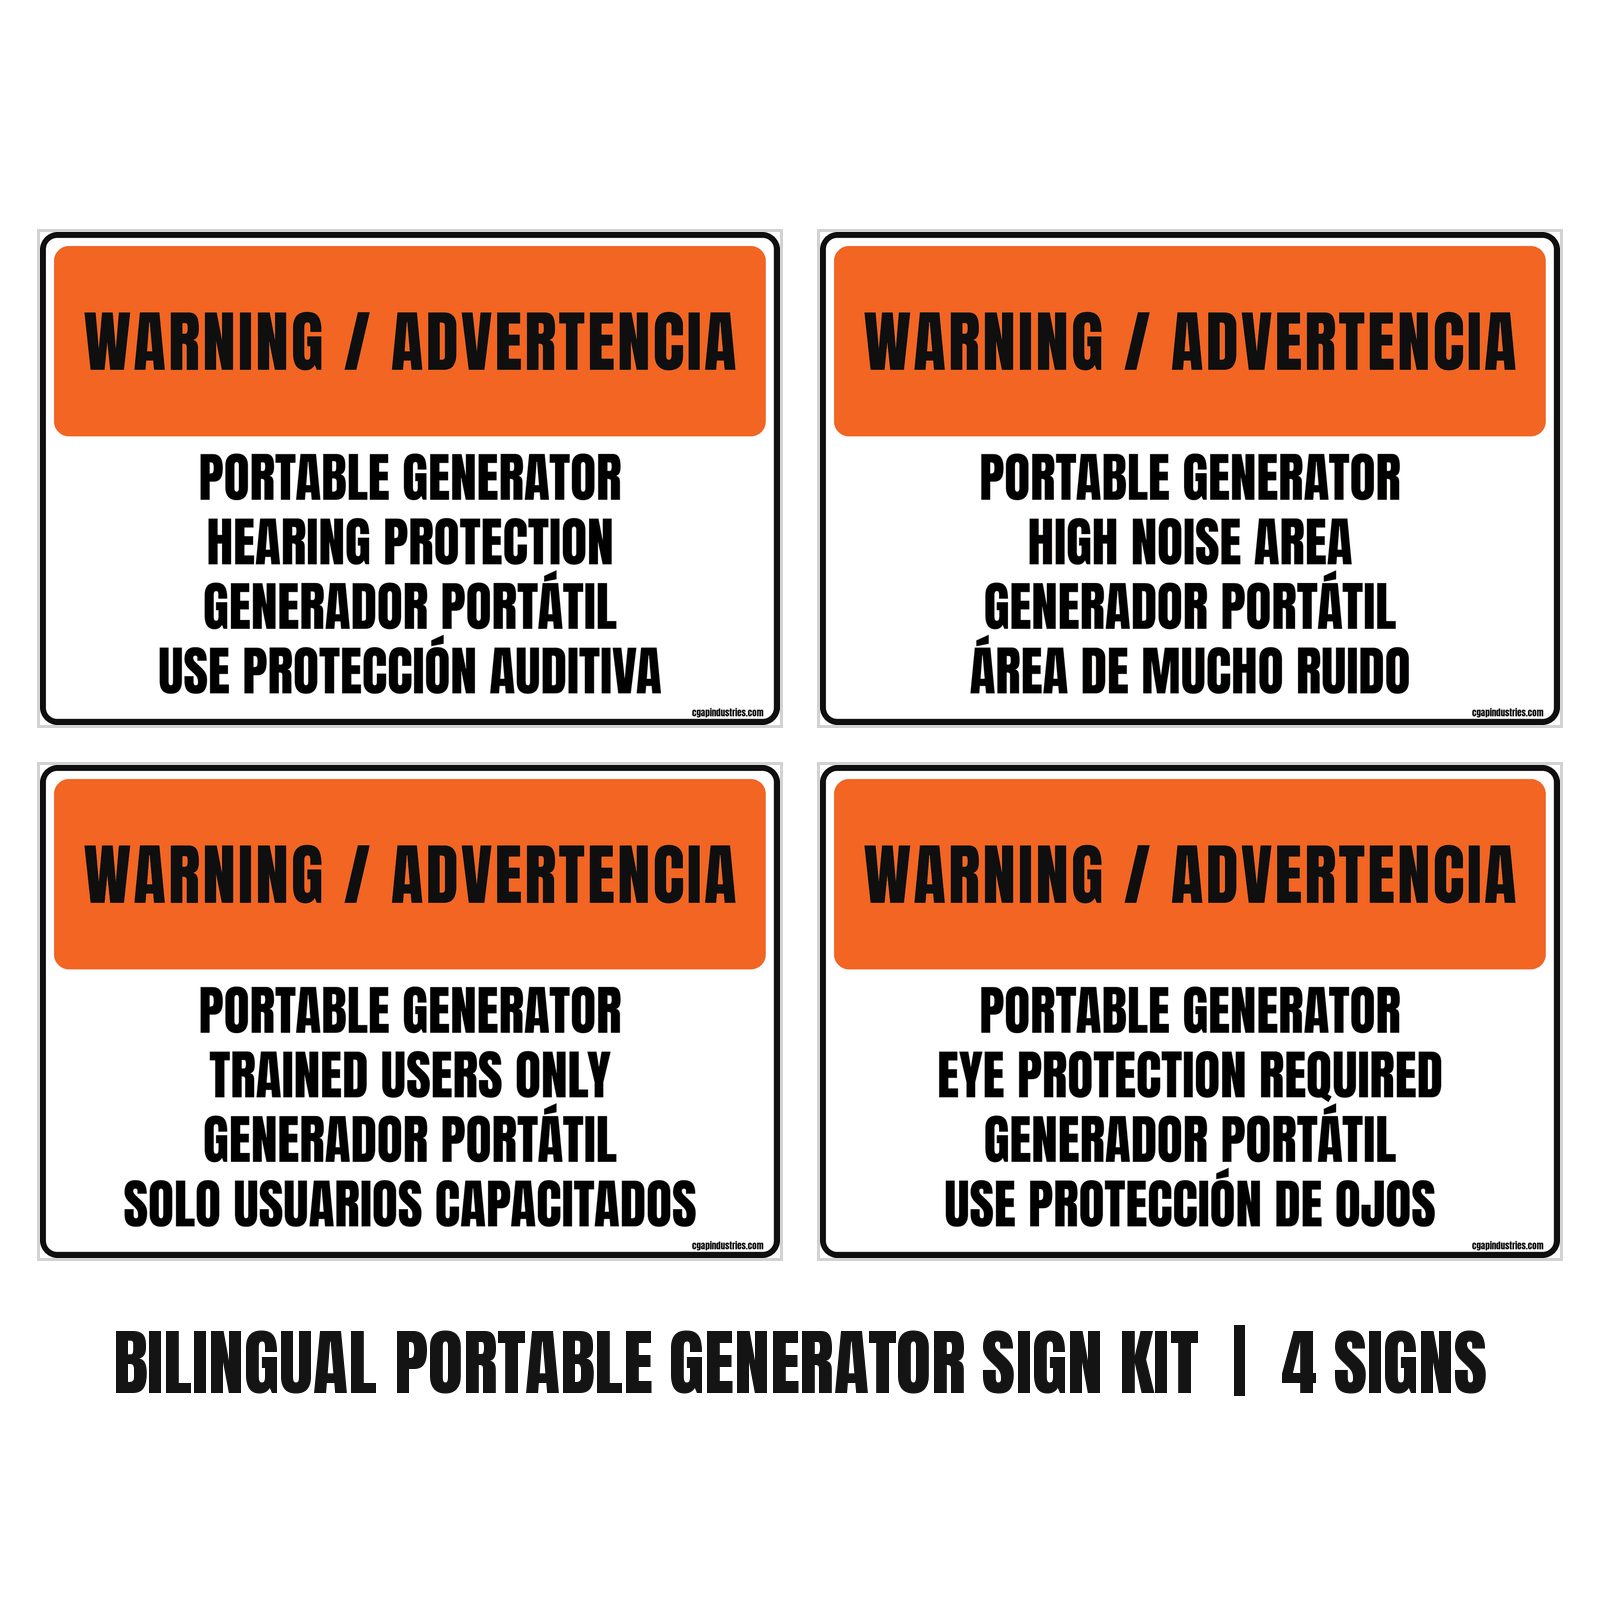 WARNING / ADVERTENCIA
PORTABLE GENERATOR
HEARING PROTECTION
GENERADOR PORTÁTIL
USE PROTECCIÓN AUDITIVA
cgapindustries.com
WARNING / ADVERTENCIA
PORTABLE GENERATOR
HIGH NOISE AREA
GENERADOR PORTÁTIL
ÁREA DE MUCHO RUIDO
cgapindustries.com
WARNING / ADVERTENCIA
PORTABLE GENERATOR
TRAINED USERS ONLY
GENERADOR PORTÁTIL
SOLO USUARIOS CAPACITADOS
cgapindustries.com
WARNING / ADVERTENCIA
PORTABLE GENERATOR
EYE PROTECTION REQUIRED
GENERADOR PORTÁTIL
USE PROTECCIÓN DE OJOS
cgapindustries.com
BILINGUAL PORTABLE GENERATOR SIGN KIT | 4 SIGNS